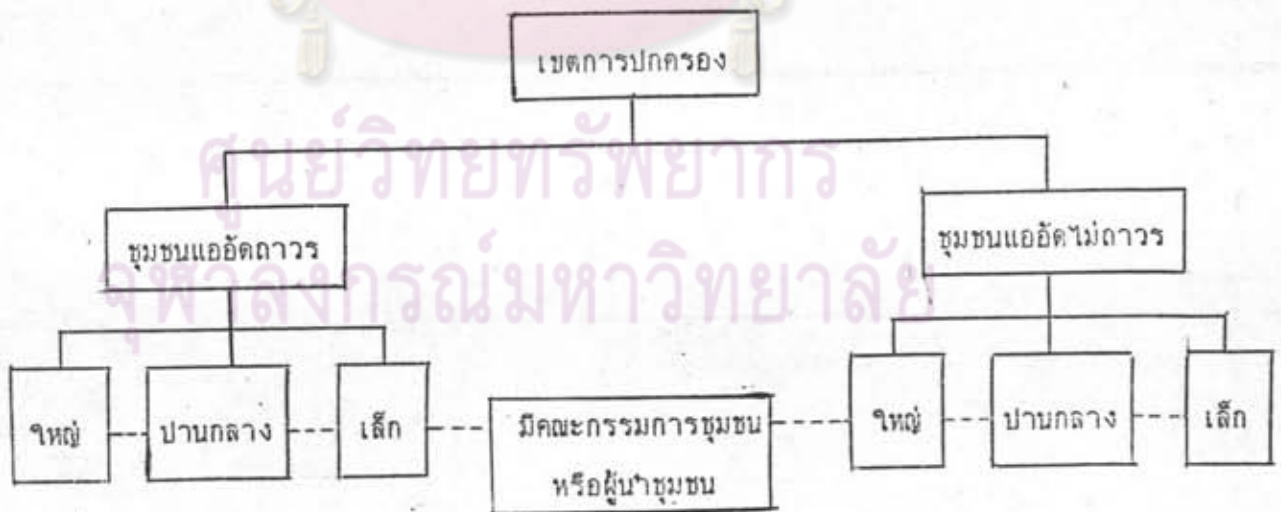 เขตการปกครอง
ศูนย์วิทยทรัพยากร
จุฬาลงกรณ์มหาวิทยาลัย
ชุมชนแออัดถาวร
ชุมชนแออัดไม่ถาวร
ใหญ่
ปานกลาง
เล็ก
มีคณะกรรมการชุมชน
หรือผู้นำชุมชน
ใหญ่
ปานกลาง
เล็ก